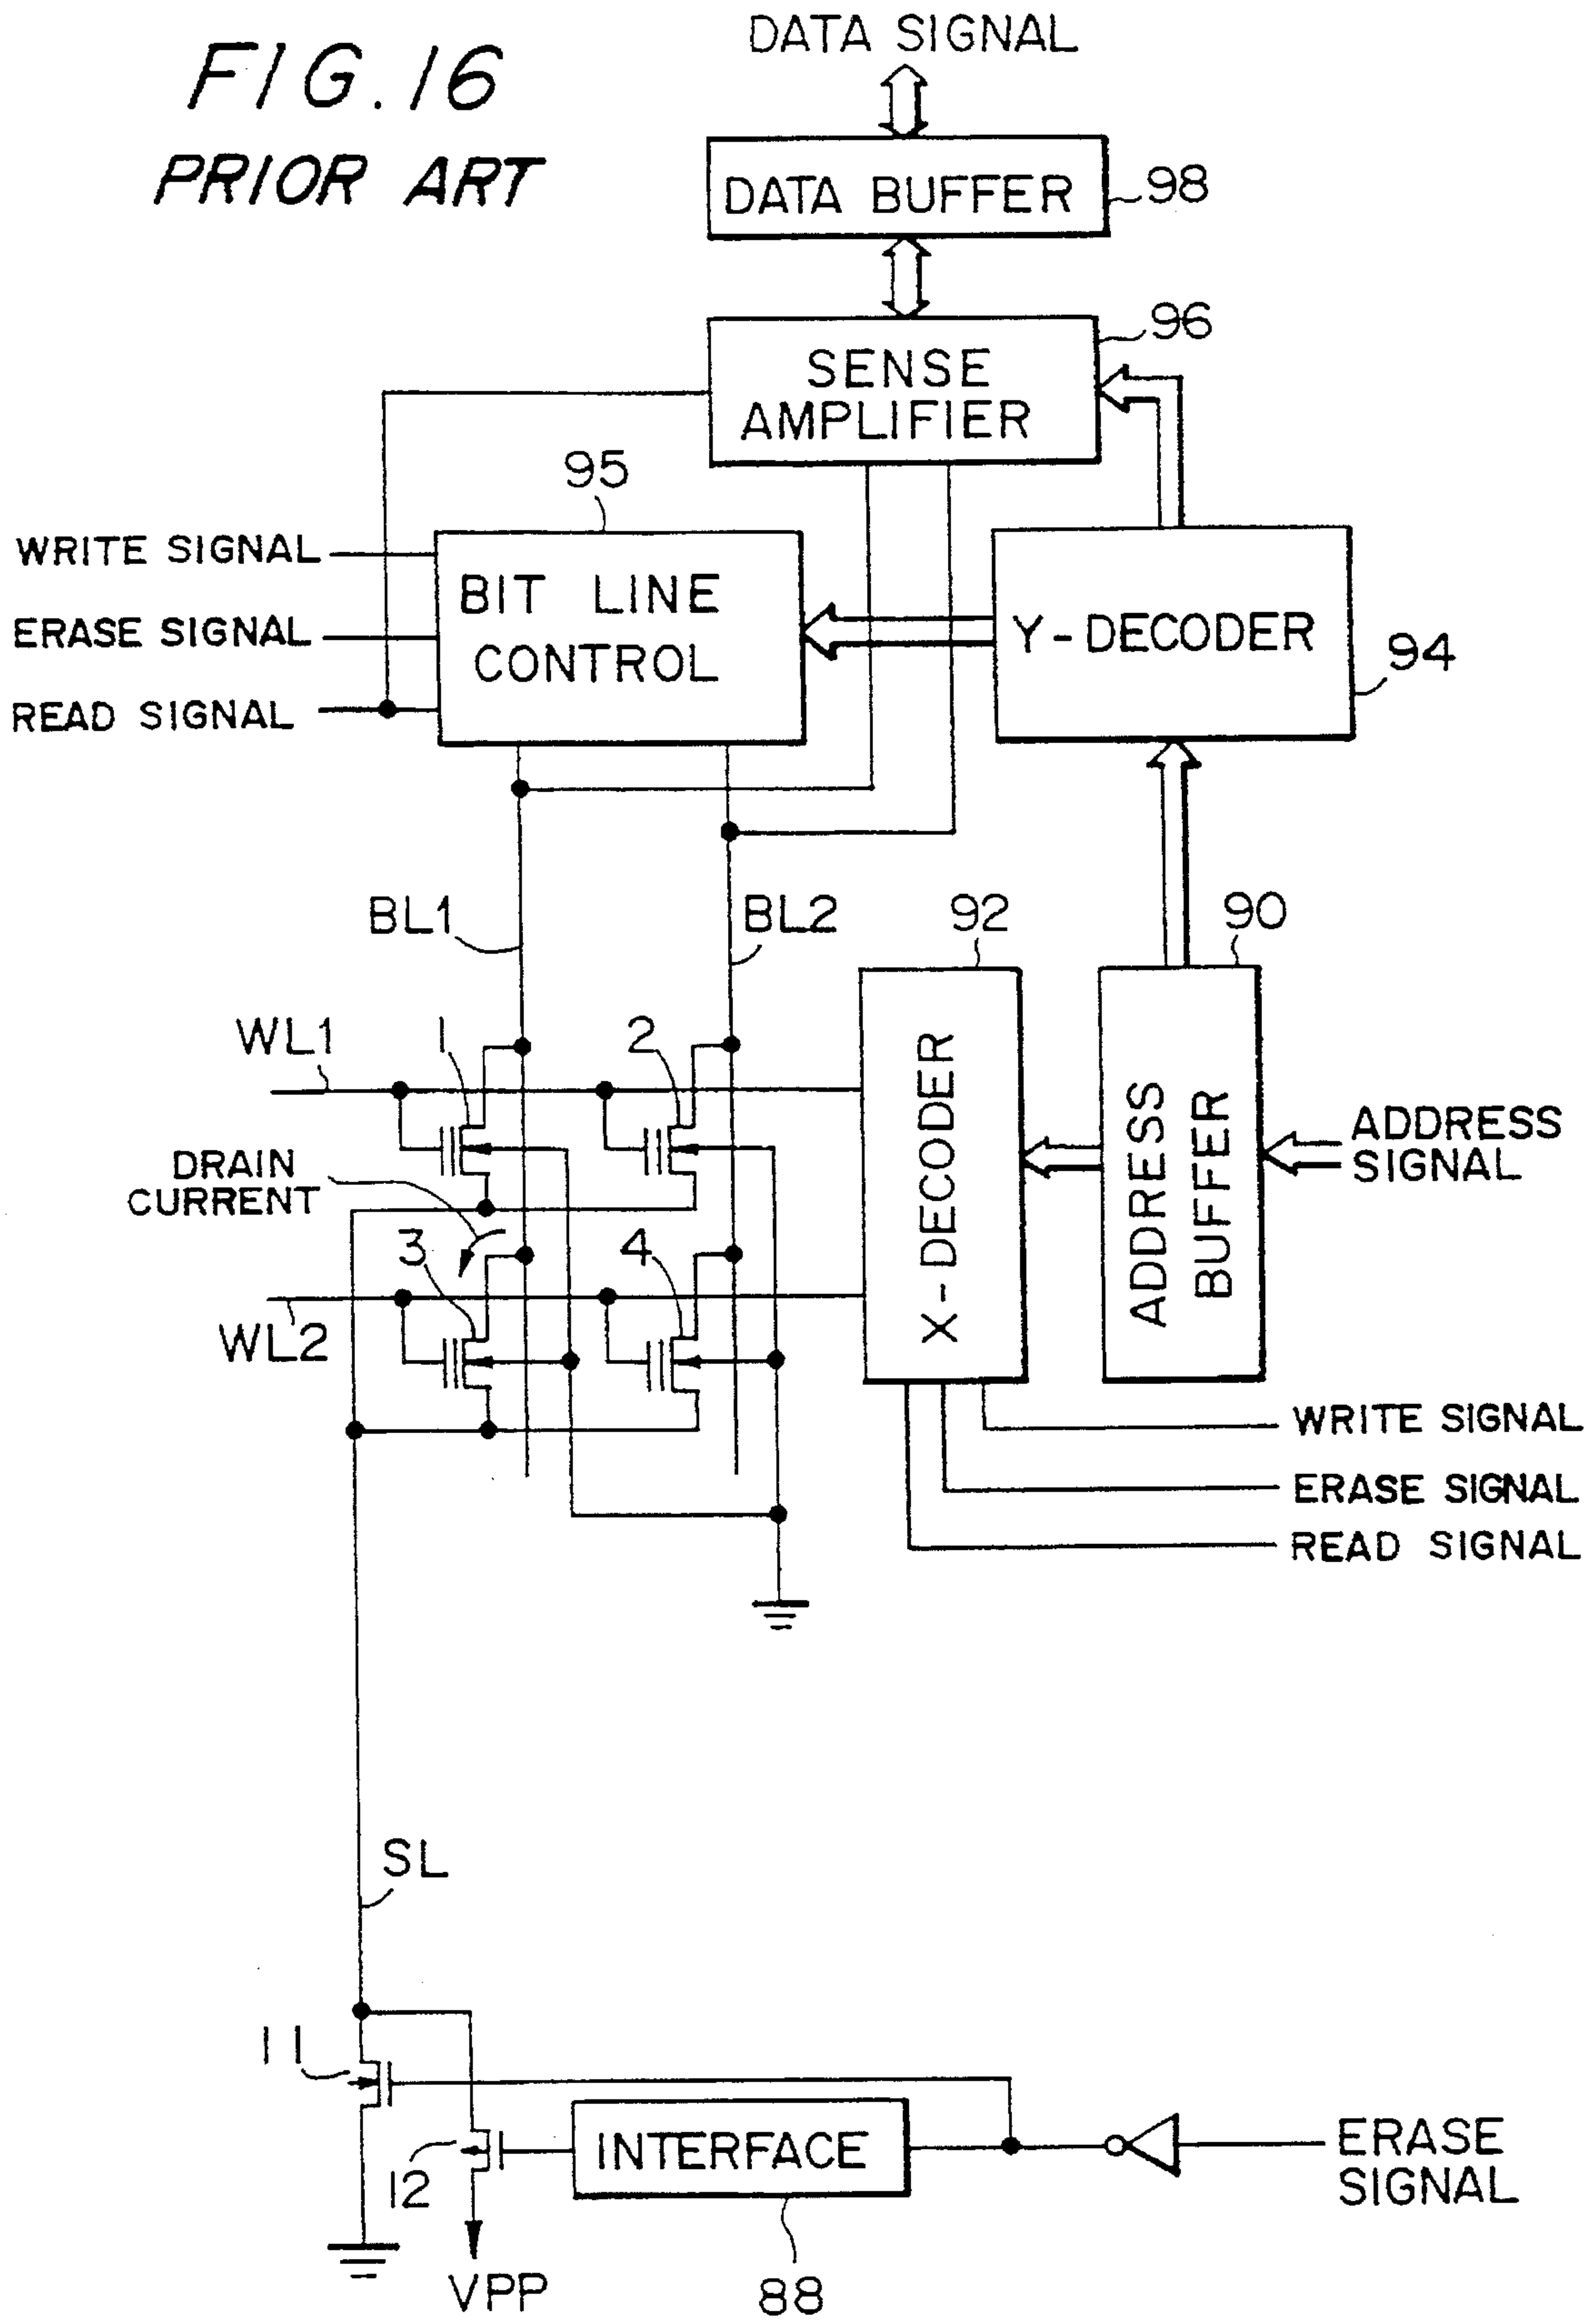 FIG. 16
PRIOR ART
DATA SIGNAL
DATA BUFFER
98
SENSE
AMPLIFIER
96
95
WRITE SIGNAL
ERASE SIGNAL
READ SIGNAL
BIT LINE
CONTROL
Y-DECODER
94
BL1
BL2
92
90
WL1
1
2
X-DECODER
ADDRESS
BUFFER
ADDRESS
SIGNAL
DRAIN
CURRENT
3
4
WL2
WRITE SIGNAL
ERASE SIGNAL
READ SIGNAL
SL
11
12
INTERFACE
ERASE
SIGNAL
VPP
88